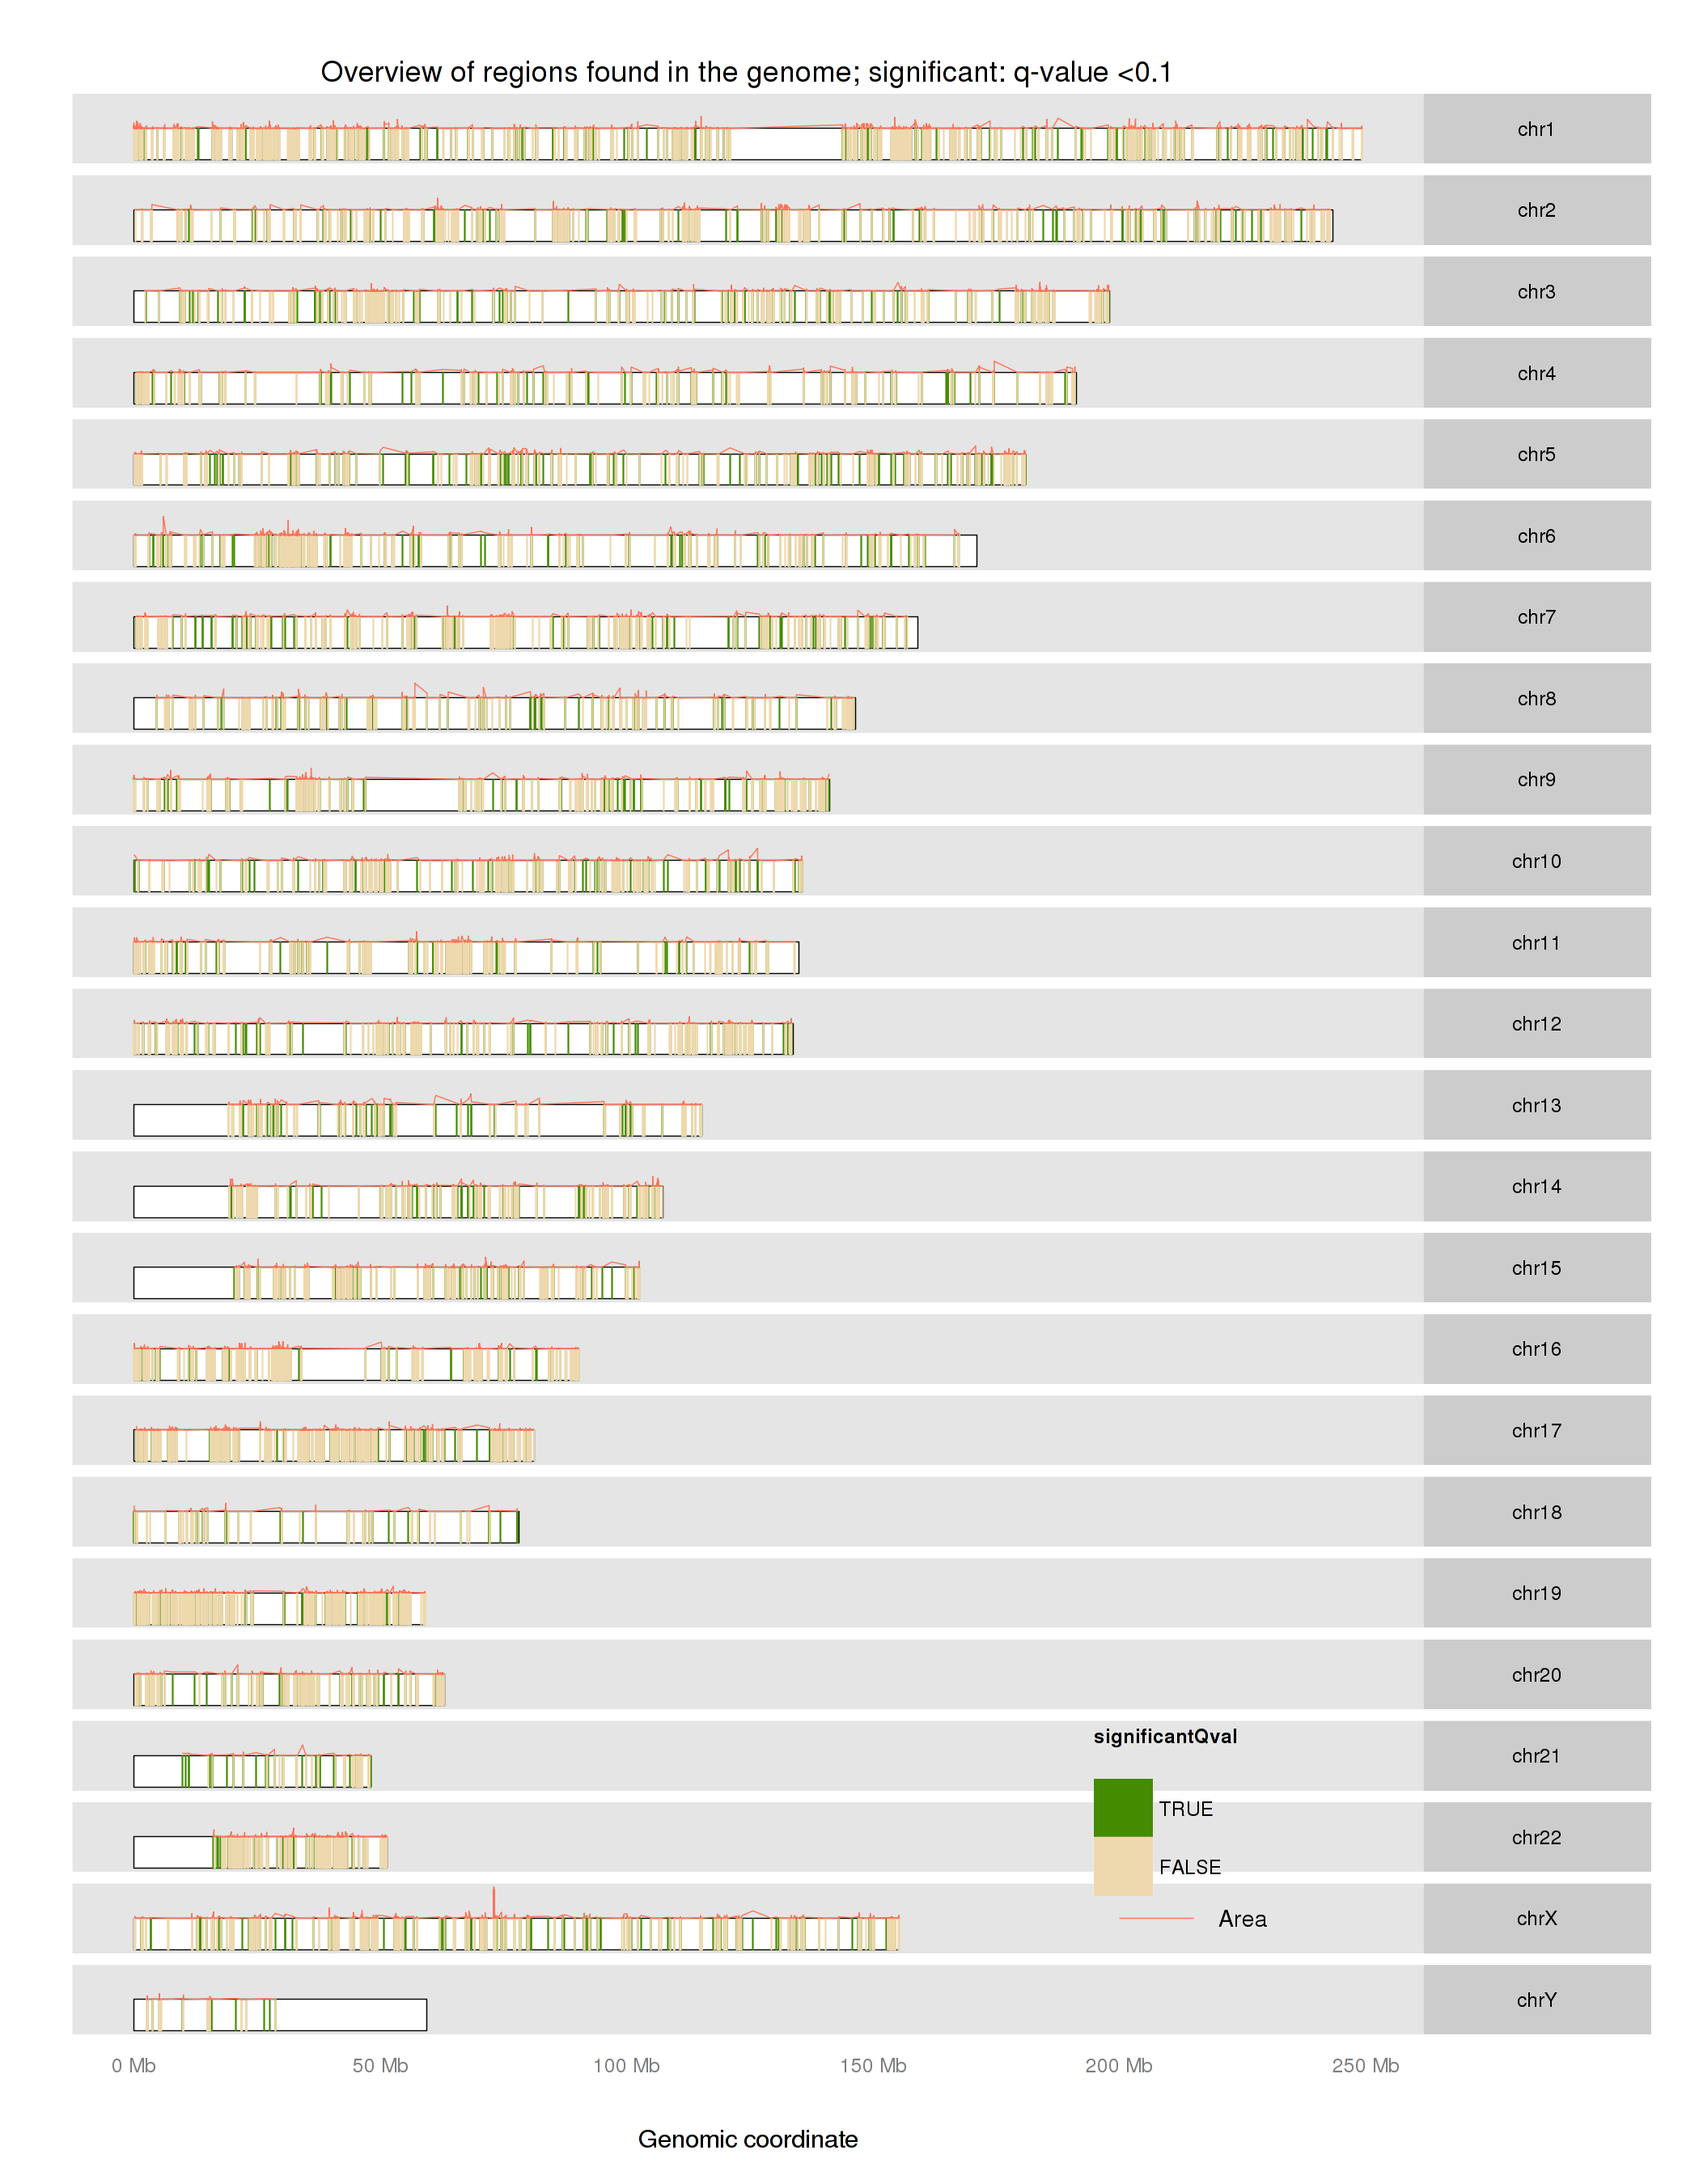 Overview of regions found in the genome; significant: q-value <0.1
chr1
chr2
chr3
chr4
chr5
chr6
chr7
chr8
chr9
chr10
chr11
chr12
chr13
chr14
chr15
chr16
chr17
chr18
chr19
chr20
chr21
chr22
chrX
chrY
significantQval
TRUE
FALSE
Area
0 Mb 50 Mb 100 Mb 150 Mb 200 Mb 250 Mb
Genomic coordinate